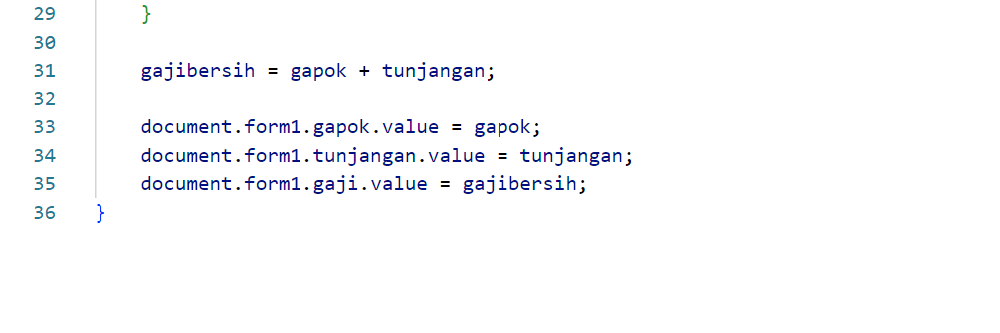 29 }
30
31 gajibersih = gapok + tunjangan;
32
33 document.form1.gapok.value = gapok;
34 document.form1.tunjangan.value = tunjangan;
35 document.form1.gaji.value = gajibersih;
36 }